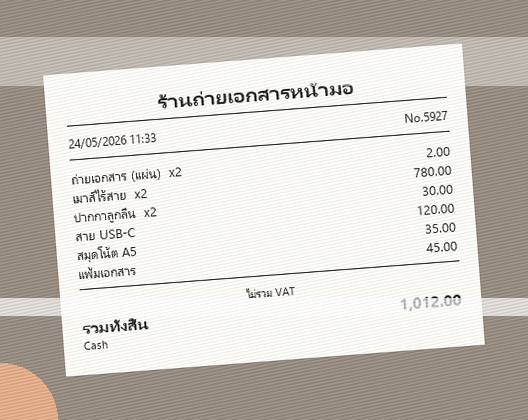 ร้านถ่ายเอกสารหน้ามอ
24/05/2026 11:33 No.5927
ถ่ายเอกสาร (แผ่น) x2 2.00
เมาส์ไร้สาย x2 780.00
ปากกาลูกลื่น x2 30.00
สาย USB-C 120.00
สมุดโน้ต A5 35.00
แฟ้มเอกสาร 45.00
ไม่รวม VAT
รวมทั้งสิ้น 1,012.00
Cash